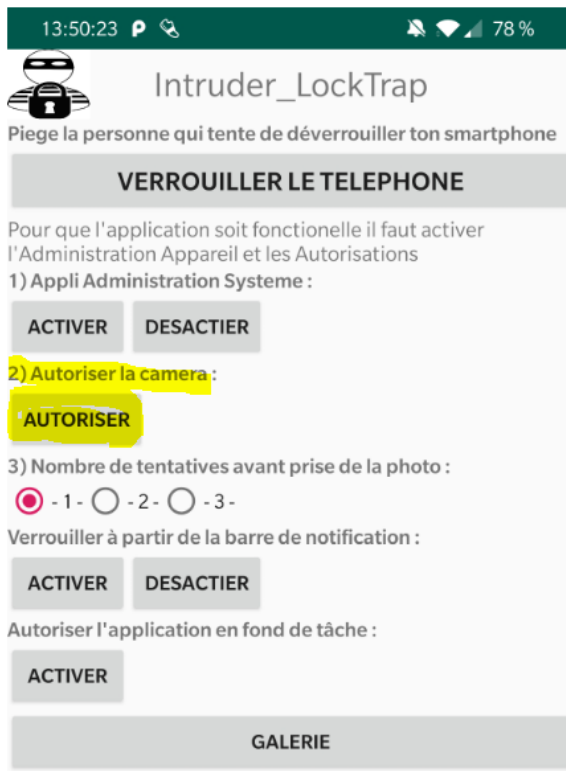 13:50:23 P 78 %
Intruder_LockTrap
Piege la personne qui tente de déverrouiller ton smartphone
VERROUILLER LE TELEPHONE
Pour que l'application soit fonctionelle il faut activer
l'Administration Appareil et les Autorisations
1) Appli Administration Systeme :
ACTIVER DESACTIER
2) Autoriser la camera :
AUTORISER
3) Nombre de tentatives avant prise de la photo :
- 1 - - 2 - - 3 -
Verrouiller à partir de la barre de notification :
ACTIVER DESACTIER
Autoriser l'application en fond de tâche :
ACTIVER
GALERIE